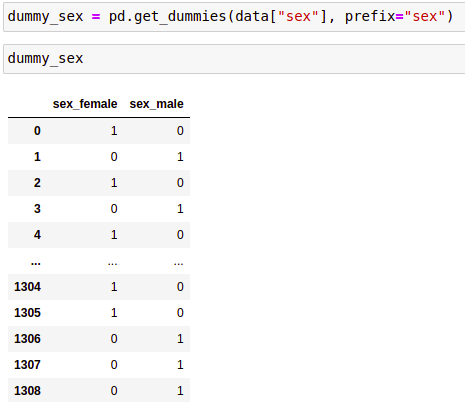 dummy_sex = pd.get_dummies(data["sex"], prefix="sex")
dummy_sex
sex_female sex_male
0 1 0
1 0 1
2 1 0
3 0 1
4 1 0
... ... ...
1304 1 0
1305 1 0
1306 0 1
1307 0 1
1308 0 1